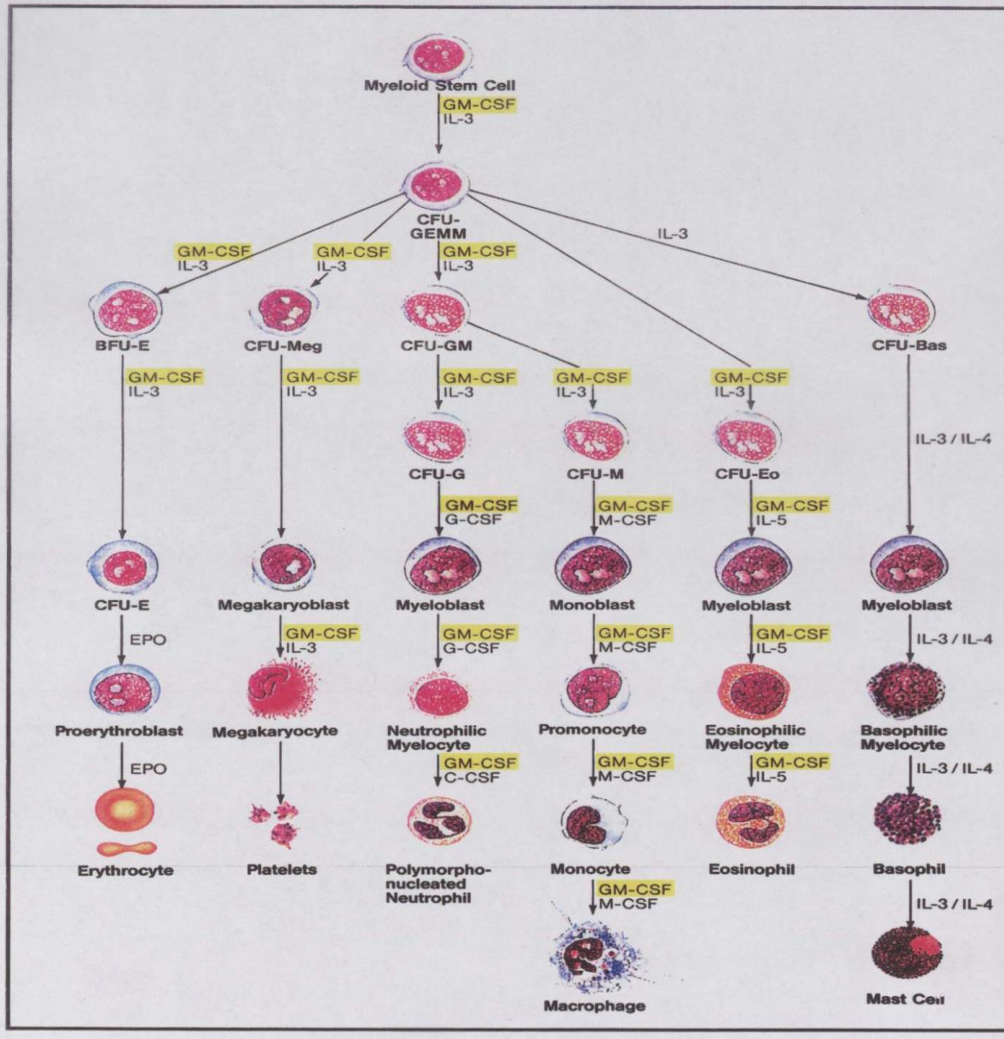 Myeloid Stem Cell
GM-CSF
IL-3
CFU-
GEMM
GM-CSF
IL-3
GM-CSF
IL-3
GM-CSF
IL-3
IL-3
BFU-E
CFU-Meg
CFU-GM
CFU-Bas
GM-CSF
IL-3
GM-CSF
IL-3
GM-CSF
IL-3
GM-CSF
IL-3
GM-CSF
IL-3
IL-3 / IL-4
CFU-G
CFU-M
CFU-Eo
GM-CSF
G-CSF
GM-CSF
M-CSF
GM-CSF
IL-5
CFU-E
Megakaryoblast
Myeloblast
Monoblast
Myeloblast
Myeloblast
EPO
GM-CSF
IL-3
GM-CSF
G-CSF
GM-CSF
M-CSF
GM-CSF
IL-5
IL-3 / IL-4
Proerythroblast
Megakaryocyte
Neutrophilic
Myelocyte
Promonocyte
Eosinophilic
Myelocyte
Basophilic
Myelocyte
EPO
GM-CSF
C-CSF
GM-CSF
M-CSF
GM-CSF
IL-5
IL-3 / IL-4
Erythrocyte
Platelets
Polymorpho-
nucleated
Neutrophil
Monocyte
Eosinophil
Basophil
GM-CSF
M-CSF
IL-3 / IL-4
Macrophage
Mast Cell